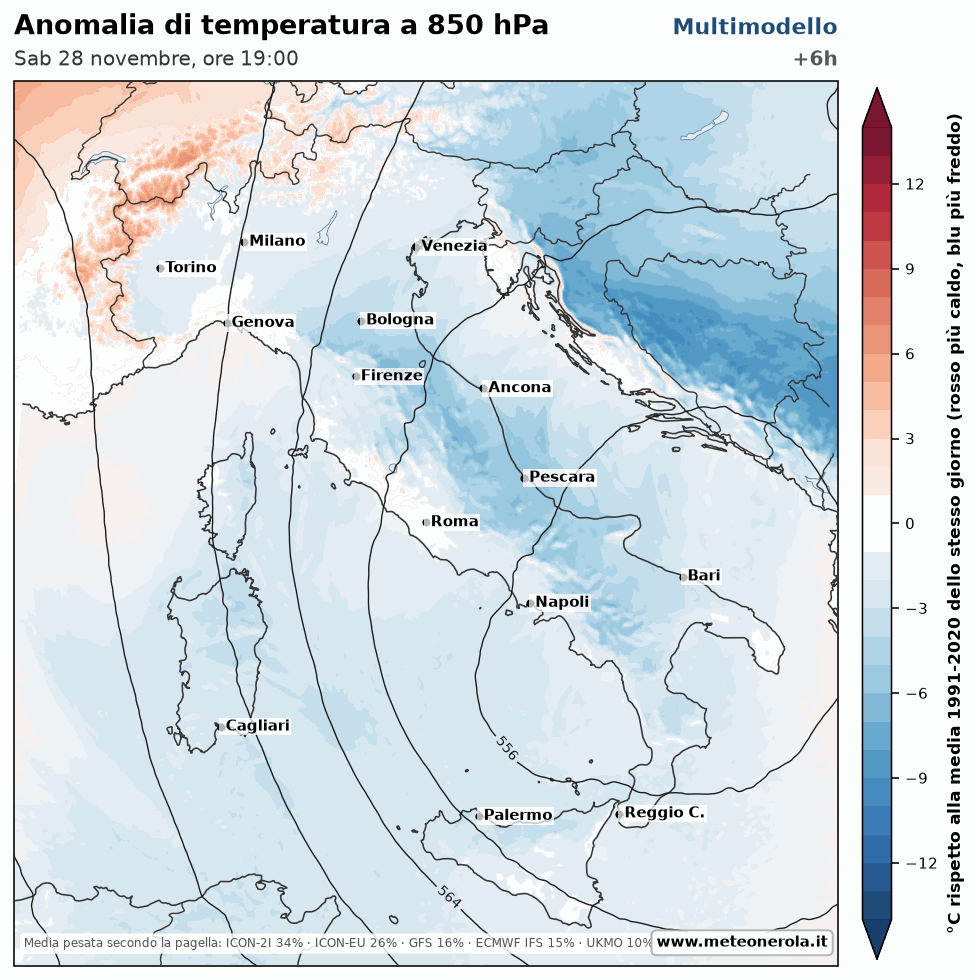 Anomalia di temperatura a 850 hPa
Multimodello
Sab 28 novembre, ore 19:00
+6h
Milano
Venezia
Torino
Genova
Bologna
Firenze
Ancona
Pescara
Roma
Bari
Napoli
Cagliari
556
Palermo
Reggio C.
564
Media pesata secondo la pagella: ICON-2I 34% · ICON-EU 26% · GFS 16% · ECMWF IFS 15% · UKMO 10%
www.meteonerola.it
12
9
6
3
0
−3
−6
−9
−12
°C rispetto alla media 1991-2020 dello stesso giorno (rosso più caldo, blu più freddo)